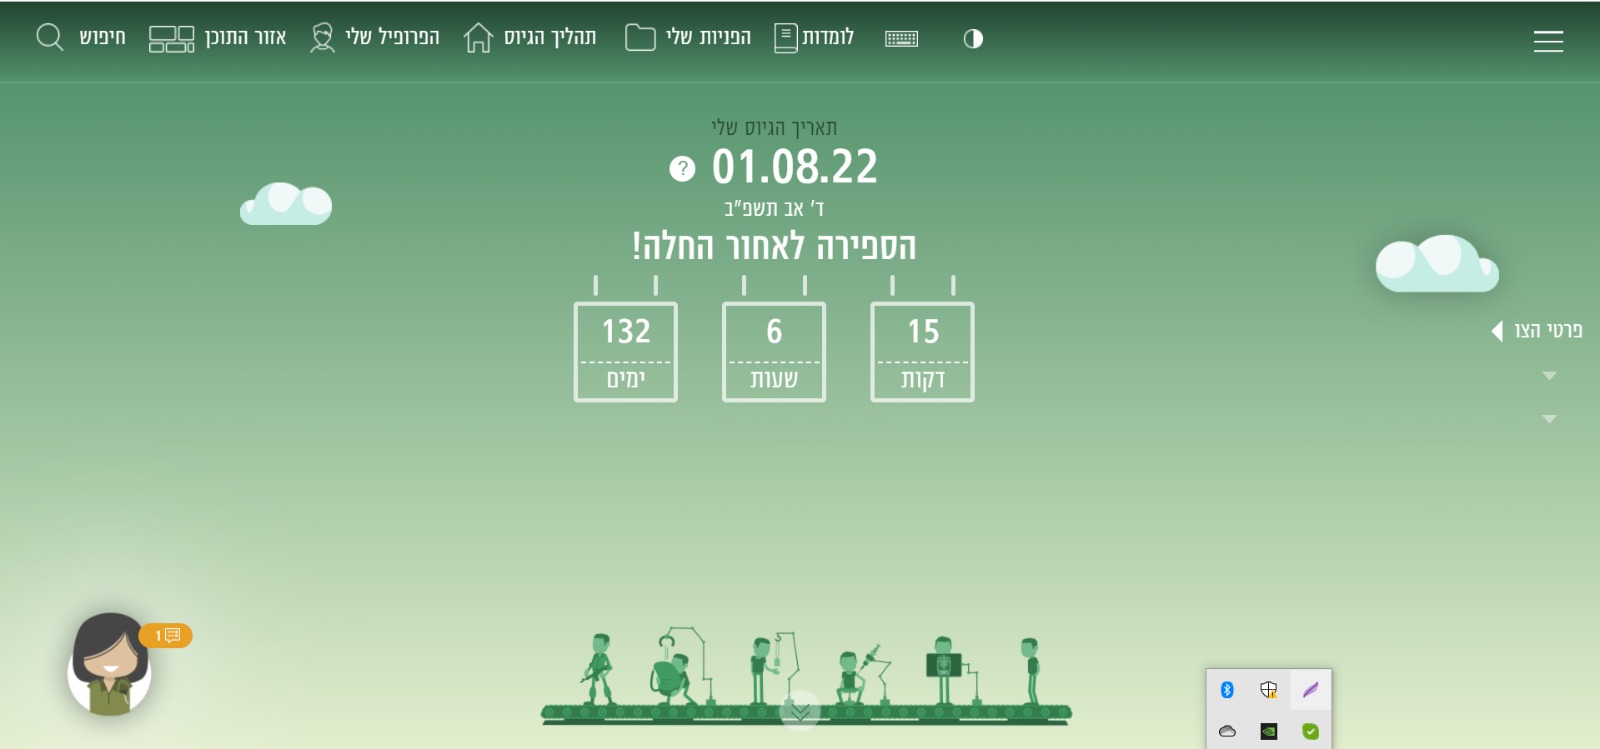 לומדות
הפניות שלי
תהליך הגיוס
הפרופיל שלי
אזור התוכן
חיפוש
תאריך הגיוס שלי
01.08.22 ?
ד' אב תשפ"ב
הספירה לאחור החלה!
132 6 15
ימים שעות דקות
פרטי הצו
1